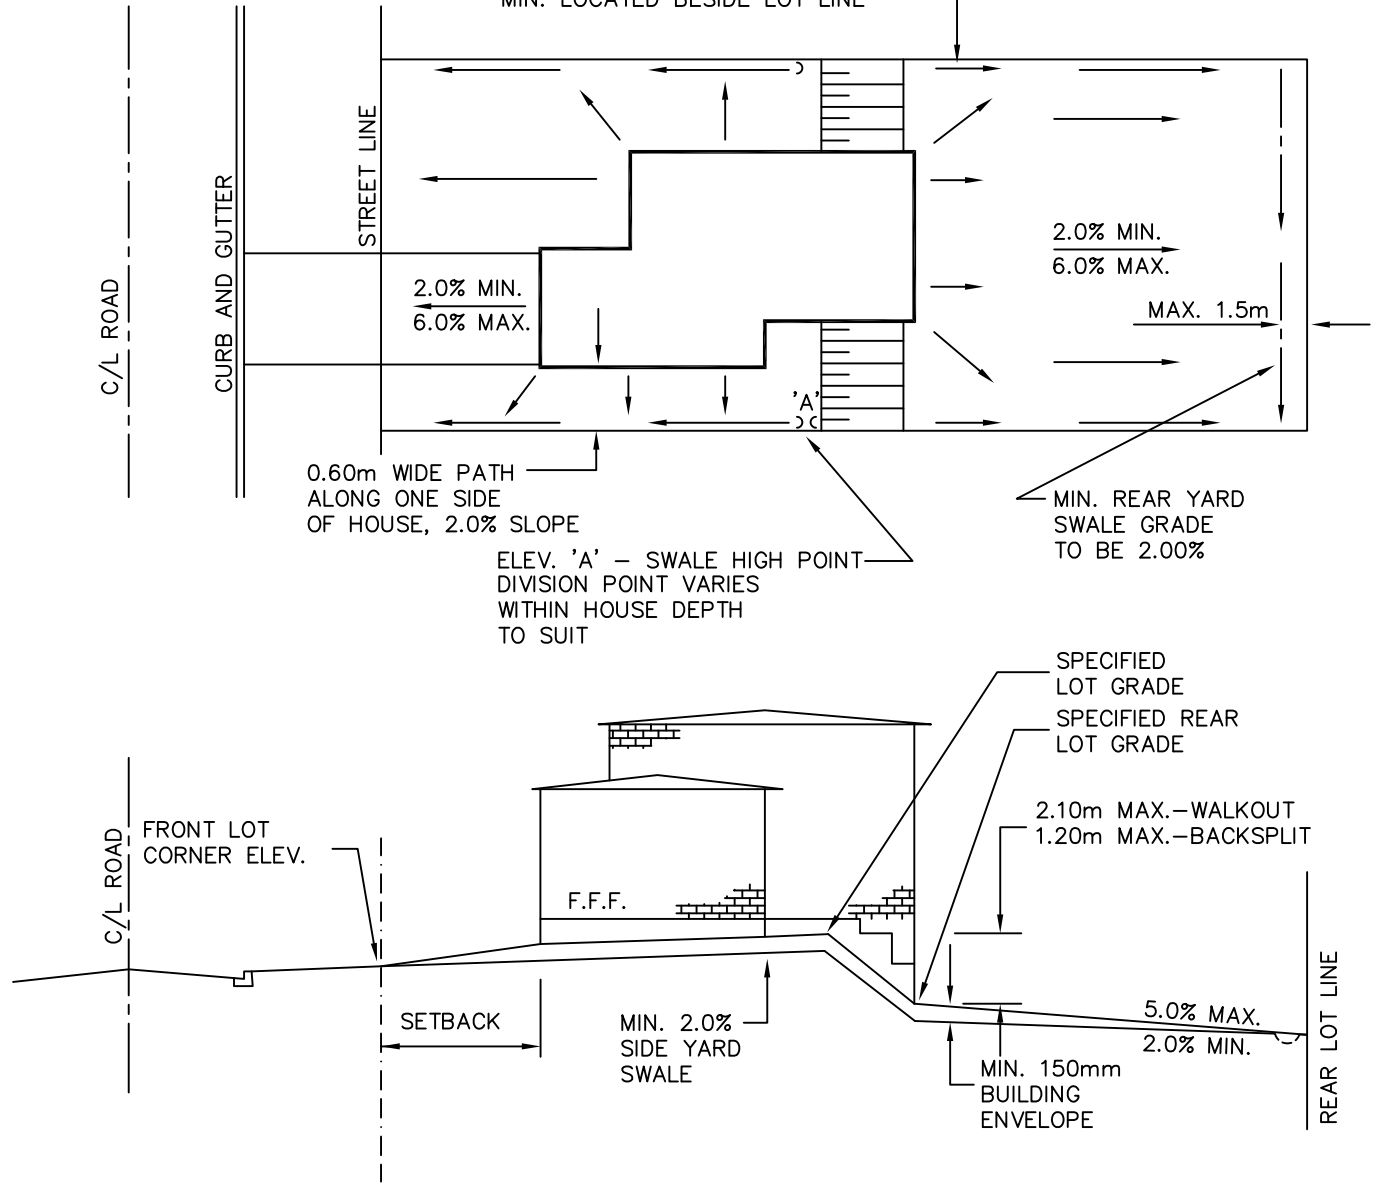 MIN. LOCATED BESIDE LOT LINE
C/L ROAD
CURB AND GUTTER
STREET LINE
2.0% MIN.
6.0% MAX.
2.0% MIN.
6.0% MAX.
MAX. 1.5m
'A'
0.60m WIDE PATH
ALONG ONE SIDE
OF HOUSE, 2.0% SLOPE
ELEV. 'A' – SWALE HIGH POINT
DIVISION POINT VARIES
WITHIN HOUSE DEPTH
TO SUIT
MIN. REAR YARD
SWALE GRADE
TO BE 2.00%
SPECIFIED
LOT GRADE
SPECIFIED REAR
LOT GRADE
2.10m MAX.–WALKOUT
1.20m MAX.–BACKSPLIT
C/L ROAD
FRONT LOT
CORNER ELEV.
F.F.F.
SETBACK
MIN. 2.0%
SIDE YARD
SWALE
5.0% MAX.
2.0% MIN.
MIN. 150mm
BUILDING
ENVELOPE
REAR LOT LINE